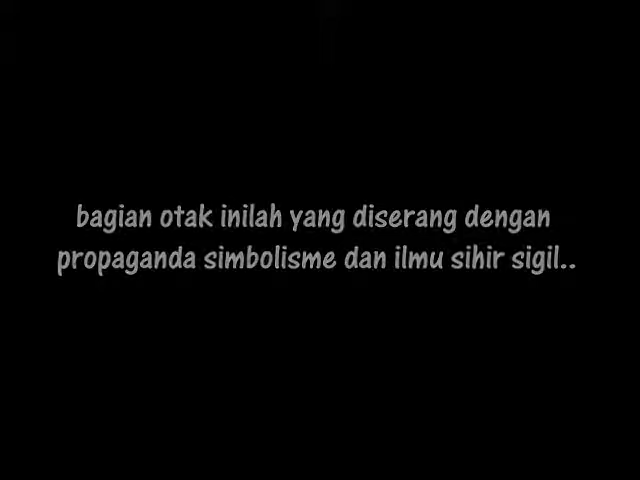 bagian otak inilah yang diserang dengan
propaganda simbolisme dan ilmu sihir sigil..